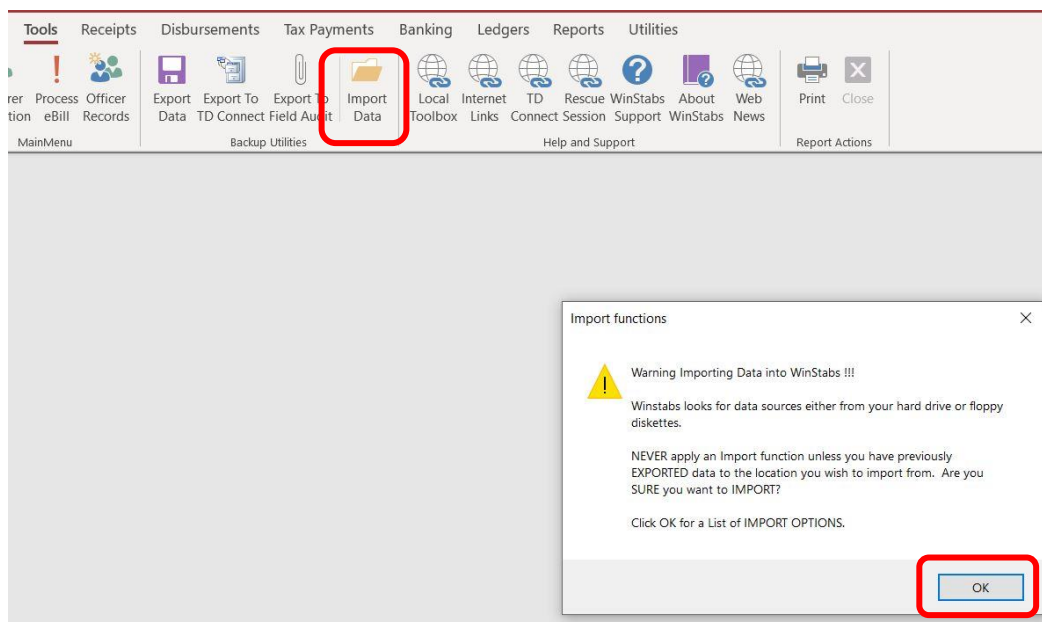 Tools Receipts Disbursements Tax Payments Banking Ledgers Reports Utilities
rer Process Officer Export Export To Export To Import Local Internet TD Rescue WinStabs About Web Print Close
tion eBill Records Data TD Connect Field Audit Data Toolbox Links Connect Session Support WinStabs News
MainMenu Backup Utilities Help and Support Report Actions
Import functions
Warning Importing Data into WinStabs !!!
Winstabs looks for data sources either from your hard drive or floppy
diskettes.
NEVER apply an Import function unless you have previously
EXPORTED data to the location you wish to import from. Are you
SURE you want to IMPORT?
Click OK for a List of IMPORT OPTIONS.
OK